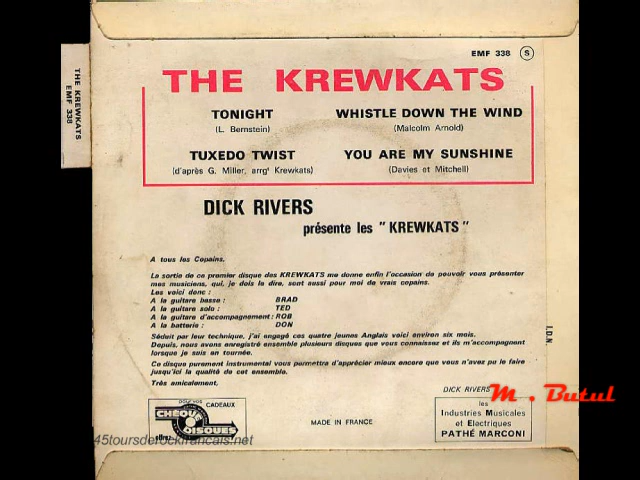 EMF 338 S
THE KREWKATS
EMF 338
THE KREWKATS
TONIGHT
(L. Bernstein)
WHISTLE DOWN THE WIND
(Malcolm Arnold)
TUXEDO TWIST
(d'après G. Miller, arrgt Krewkats)
YOU ARE MY SUNSHINE
(Davies et Mitchell)
DICK RIVERS
présente les " KREWKATS "
A tous les Copains.
La sortie de ce premier disque des KREWKATS me donne enfin l'occasion de pouvoir vous présenter
mes musiciens, qui, je dois le dire, sont aussi pour moi de vrais copains.
Les voici donc :
A la guitare basse : BRAD
A la guitare solo : TED
A la guitare d'accompagnement : ROB
A la batterie : DON
Séduit par leur technique, j'ai engagé ces quatre jeunes Anglais voici environ six mois.
Depuis, nous avons enregistré ensemble plusieurs disques que vous connaissez et ils m'accompagnent
lorsque je suis en tournée.
Ce disque purement instrumental vous permettra d'apprécier mieux encore que vous n'avez pu le faire
jusqu'ici la qualité de cet ensemble.
Très amicalement,
DICK RIVERS
M . Butul
I.D.N.
POUR VOS CADEAUX
CHÈQUE
DISQUES
MADE IN FRANCE
les
Industries Musicales
et Electriques
PATHÉ MARCONI
45toursderockfrancais.net